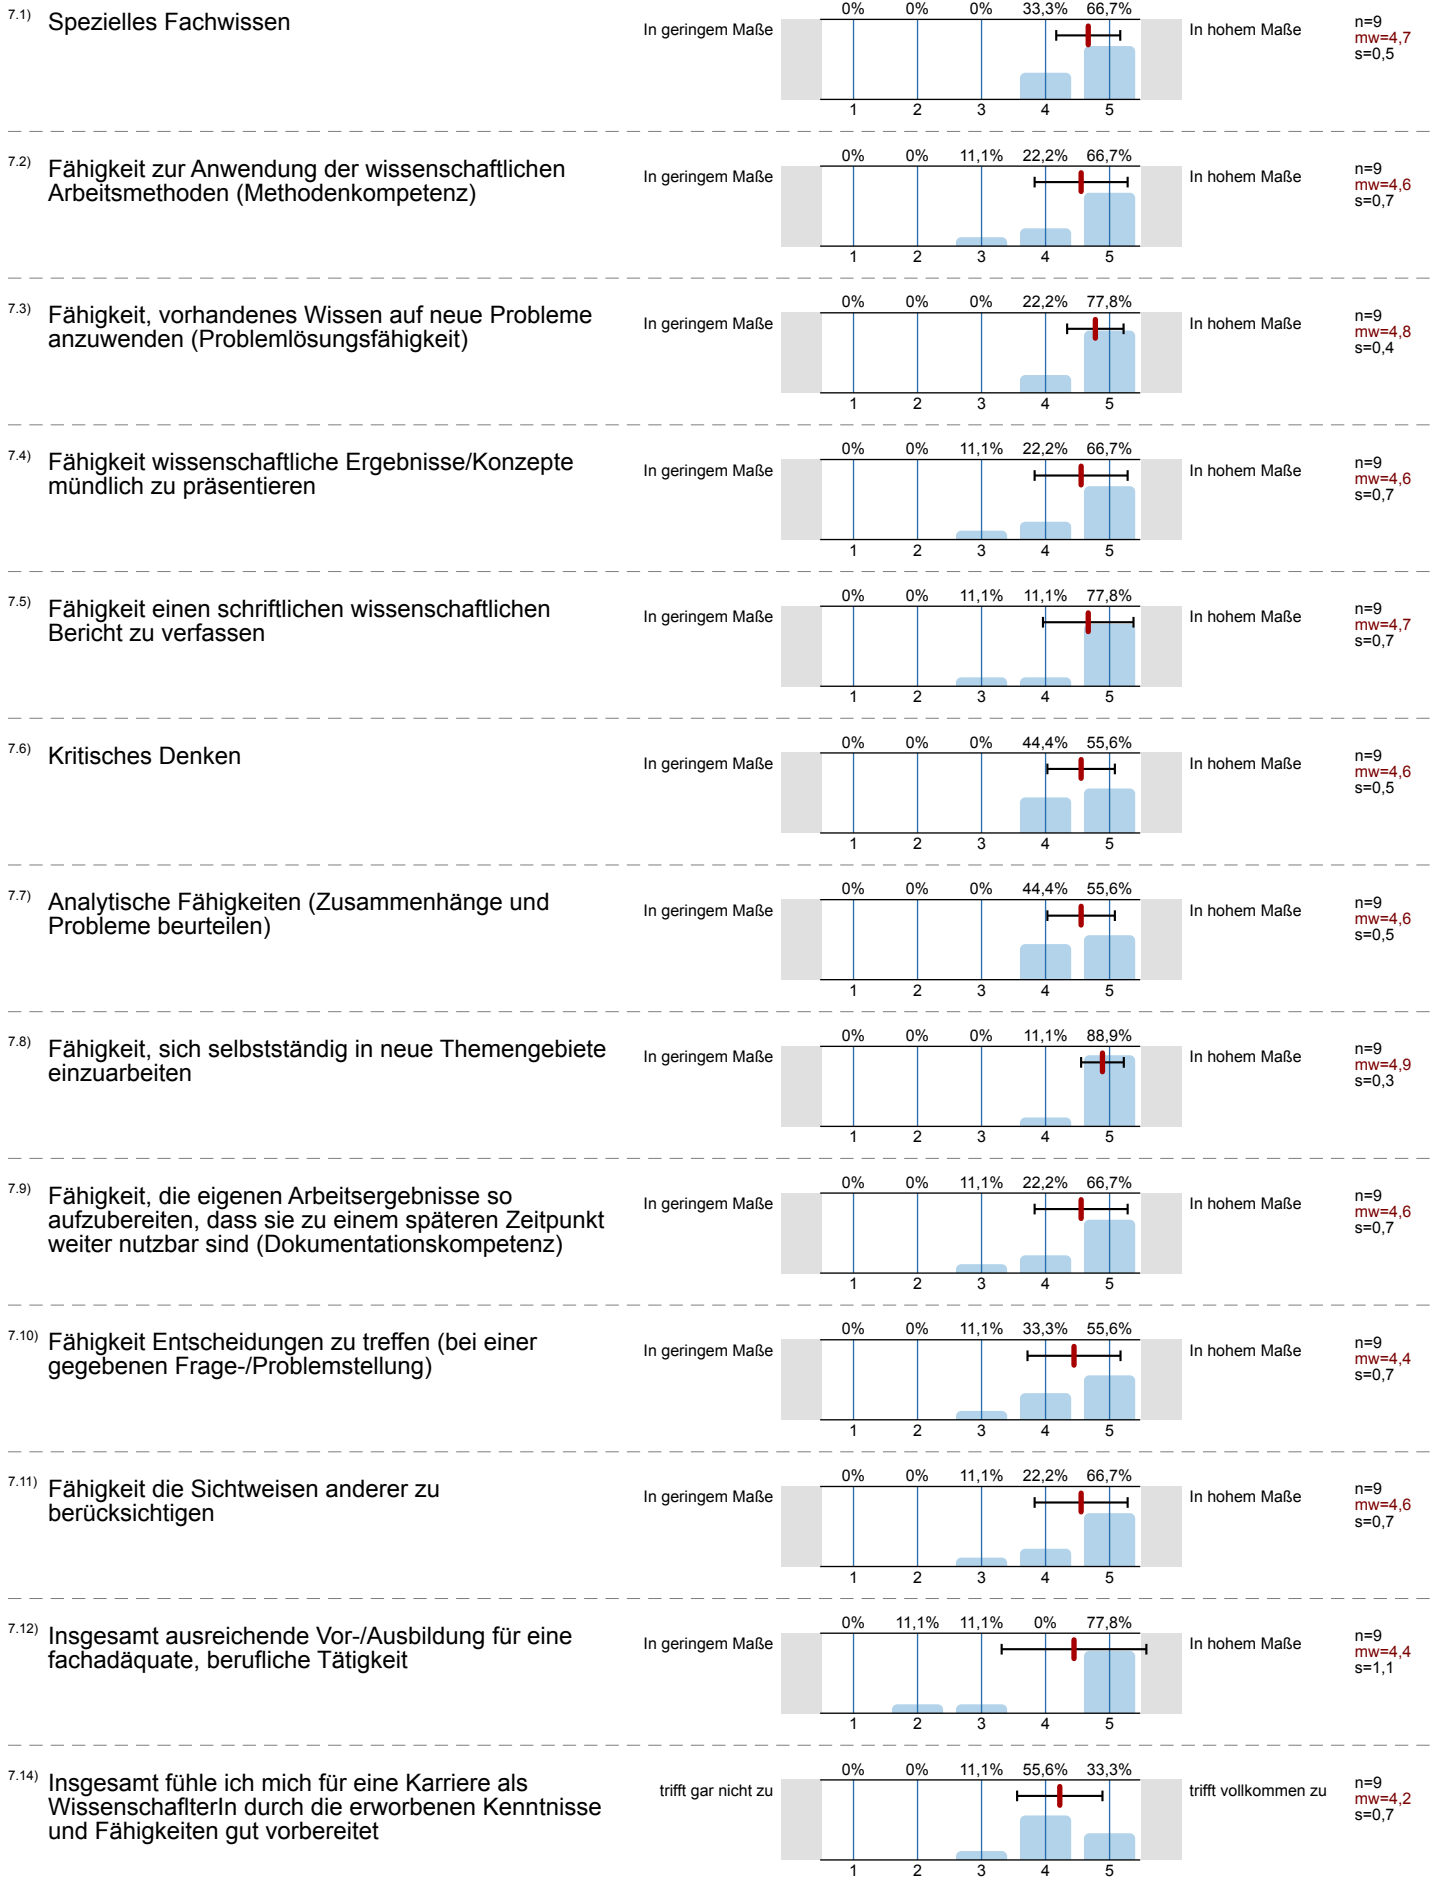 7.1) Spezielles Fachwissen
In geringem Maße
0% 0% 0% 33,3% 66,7%
1 2 3 4 5
In hohem Maße
n=9
mw=4,7
s=0,5
7.2) Fähigkeit zur Anwendung der wissenschaftlichen
Arbeitsmethoden (Methodenkompetenz)
In geringem Maße
0% 0% 11,1% 22,2% 66,7%
1 2 3 4 5
In hohem Maße
n=9
mw=4,6
s=0,7
7.3) Fähigkeit, vorhandenes Wissen auf neue Probleme
anzuwenden (Problemlösungsfähigkeit)
In geringem Maße
0% 0% 0% 22,2% 77,8%
1 2 3 4 5
In hohem Maße
n=9
mw=4,8
s=0,4
7.4) Fähigkeit wissenschaftliche Ergebnisse/Konzepte
mündlich zu präsentieren
In geringem Maße
0% 0% 11,1% 22,2% 66,7%
1 2 3 4 5
In hohem Maße
n=9
mw=4,6
s=0,7
7.5) Fähigkeit einen schriftlichen wissenschaftlichen
Bericht zu verfassen
In geringem Maße
0% 0% 11,1% 11,1% 77,8%
1 2 3 4 5
In hohem Maße
n=9
mw=4,7
s=0,7
7.6) Kritisches Denken
In geringem Maße
0% 0% 0% 44,4% 55,6%
1 2 3 4 5
In hohem Maße
n=9
mw=4,6
s=0,5
7.7) Analytische Fähigkeiten (Zusammenhänge und
Probleme beurteilen)
In geringem Maße
0% 0% 0% 44,4% 55,6%
1 2 3 4 5
In hohem Maße
n=9
mw=4,6
s=0,5
7.8) Fähigkeit, sich selbstständig in neue Themengebiete
einzuarbeiten
In geringem Maße
0% 0% 0% 11,1% 88,9%
1 2 3 4 5
In hohem Maße
n=9
mw=4,9
s=0,3
7.9) Fähigkeit, die eigenen Arbeitsergebnisse so
aufzubereiten, dass sie zu einem späteren Zeitpunkt
weiter nutzbar sind (Dokumentationskompetenz)
In geringem Maße
0% 0% 11,1% 22,2% 66,7%
1 2 3 4 5
In hohem Maße
n=9
mw=4,6
s=0,7
7.10) Fähigkeit Entscheidungen zu treffen (bei einer
gegebenen Frage-/Problemstellung)
In geringem Maße
0% 0% 11,1% 33,3% 55,6%
1 2 3 4 5
In hohem Maße
n=9
mw=4,4
s=0,7
7.11) Fähigkeit die Sichtweisen anderer zu
berücksichtigen
In geringem Maße
0% 0% 11,1% 22,2% 66,7%
1 2 3 4 5
In hohem Maße
n=9
mw=4,6
s=0,7
7.12) Insgesamt ausreichende Vor-/Ausbildung für eine
fachadäquate, berufliche Tätigkeit
In geringem Maße
0% 11,1% 11,1% 0% 77,8%
1 2 3 4 5
In hohem Maße
n=9
mw=4,4
s=1,1
7.14) Insgesamt fühle ich mich für eine Karriere als
WissenschaflterIn durch die erworbenen Kenntnisse
und Fähigkeiten gut vorbereitet
trifft gar nicht zu
0% 0% 11,1% 55,6% 33,3%
1 2 3 4 5
trifft vollkommen zu
n=9
mw=4,2
s=0,7